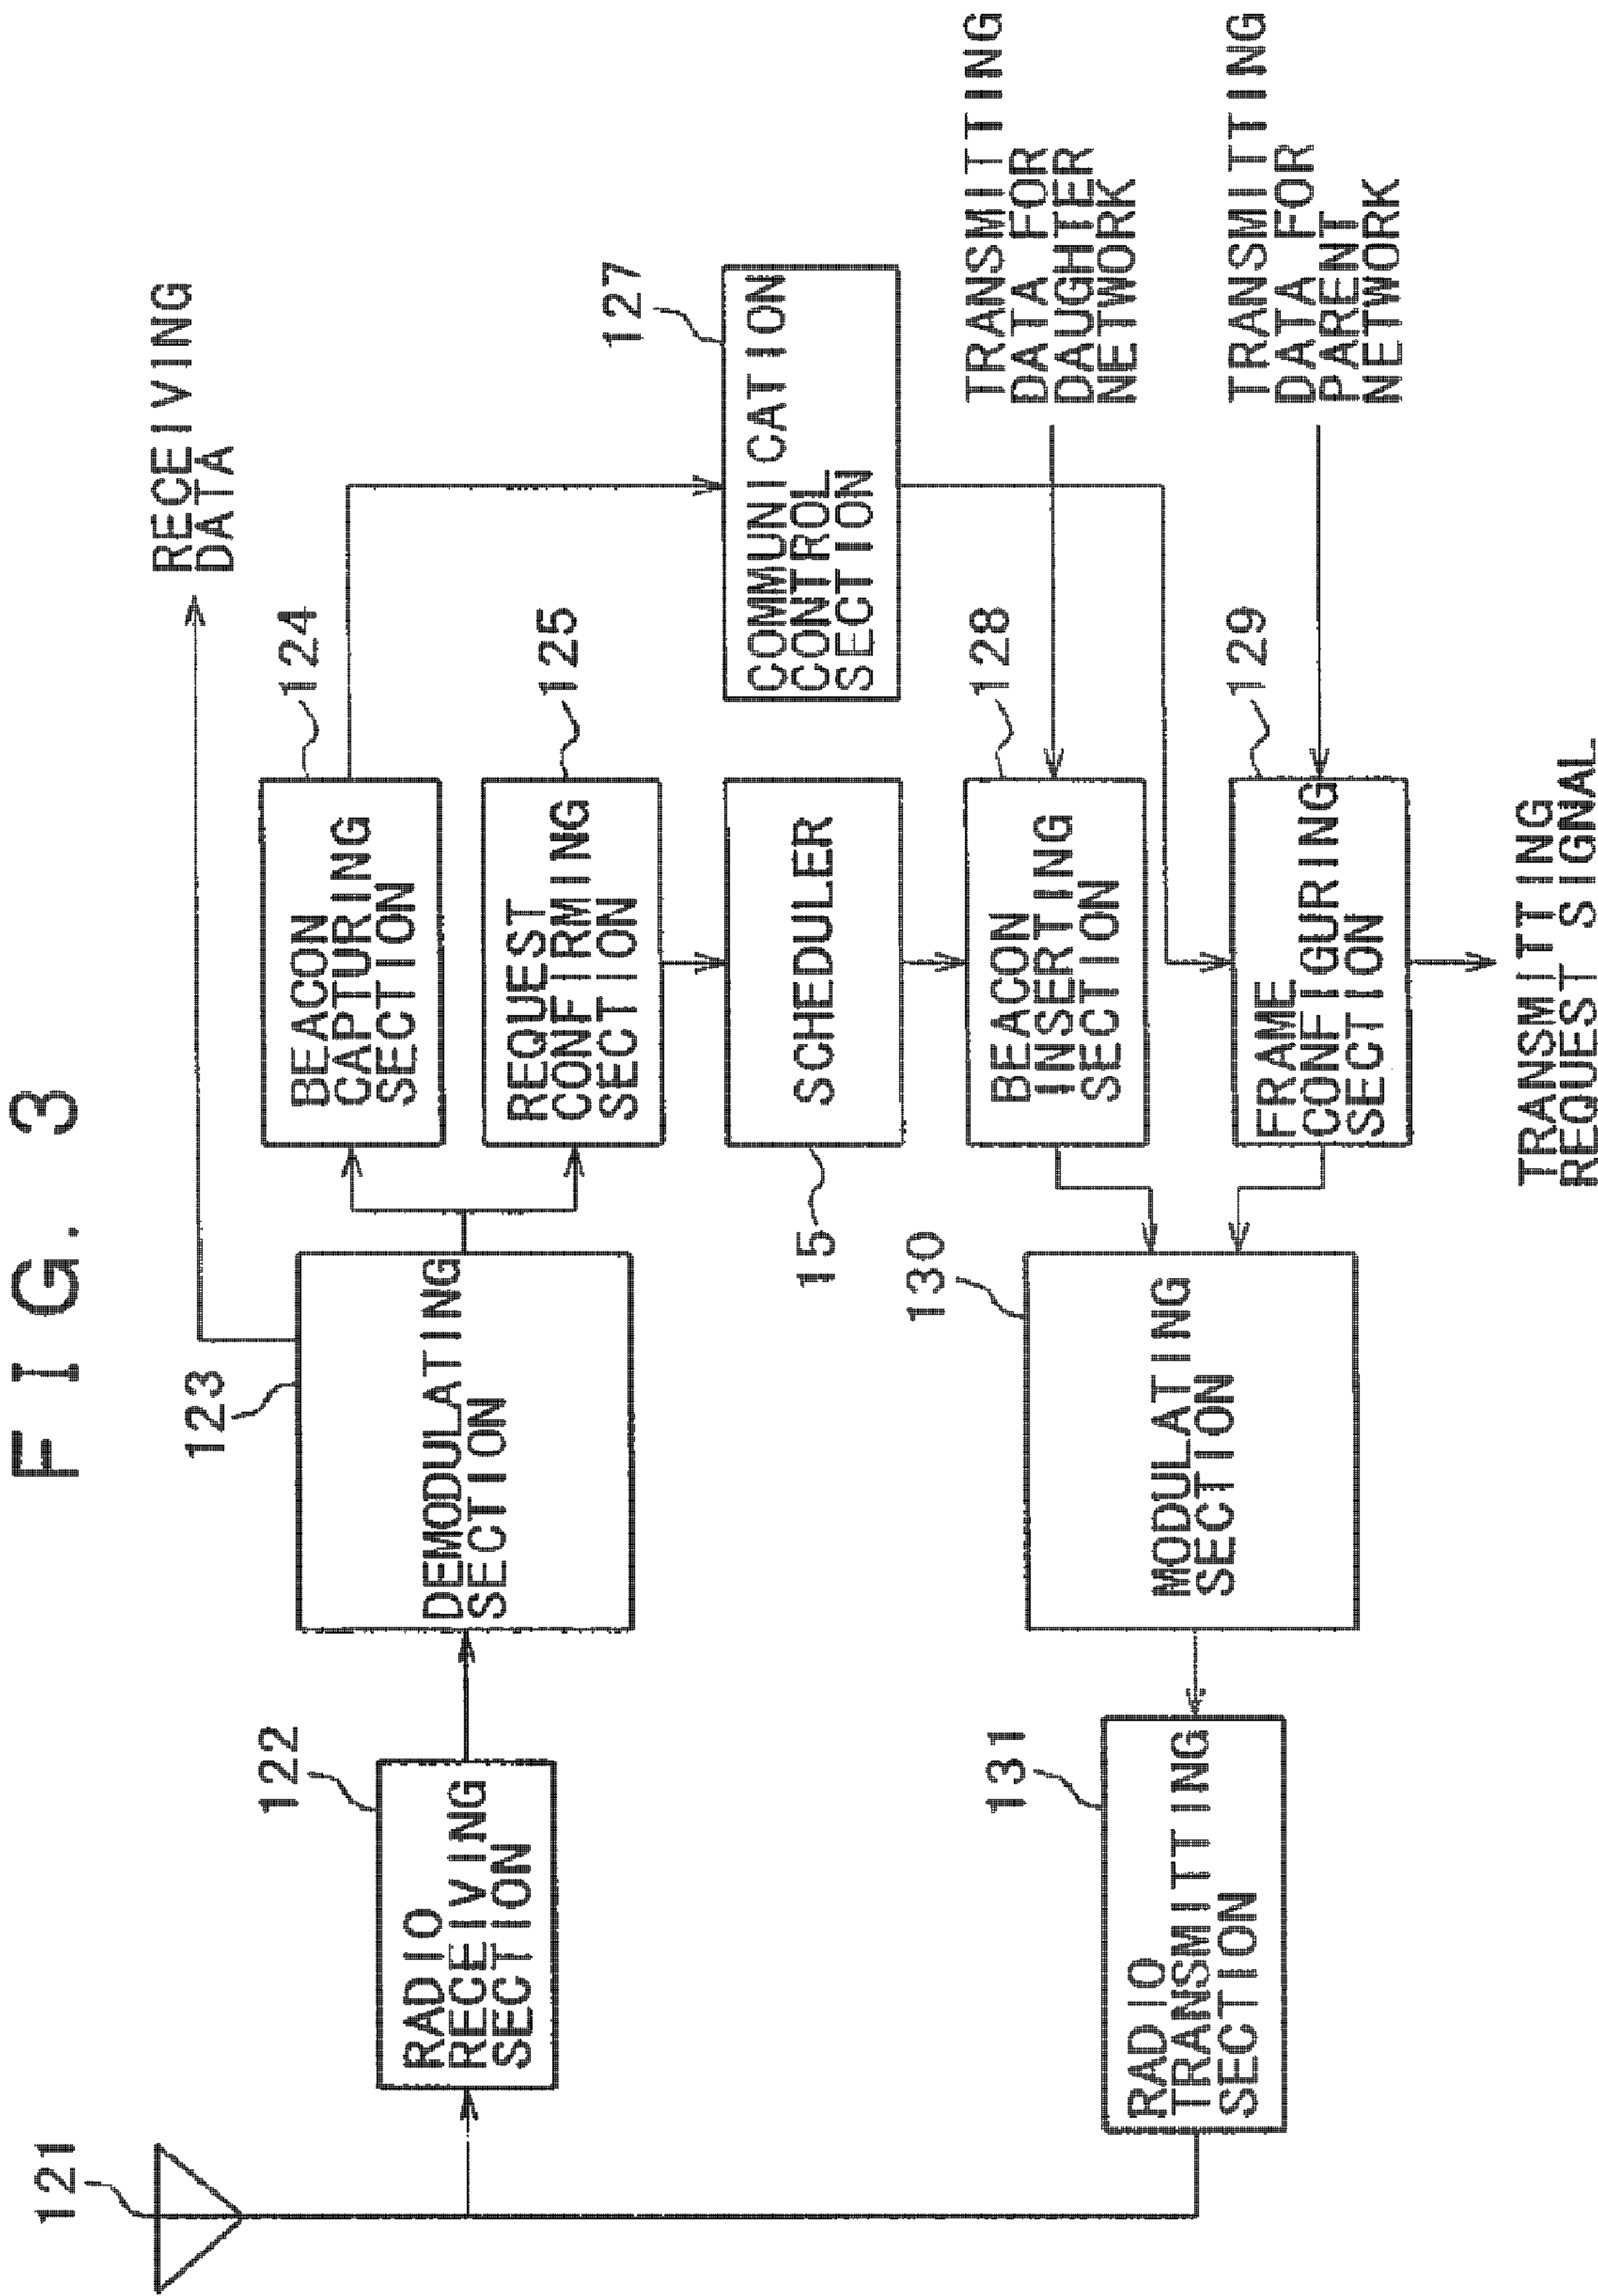 FIG. 3
121
122
RADIO
RECEIVING
SECTION
123
DEMODULATING
SECTION
RECEIVING
DATA
124
BEACON
CAPTURING
SECTION
125
REQUEST
CONFIRMING
SECTION
127
COMMUNICATION
CONTROL
SECTION
15
SCHEDULER
128
BEACON
INSERTING
SECTION
TRANSMITTING
DATA FOR
DAUGHTER
NETWORK
129
FRAME
CONFIGURING
SECTION
TRANSMITTING
DATA FOR
PARENT
NETWORK
130
MODULATING
SECTION
131
RADIO
TRANSMITTING
SECTION
TRANSMITTING
REQUEST SIGNAL